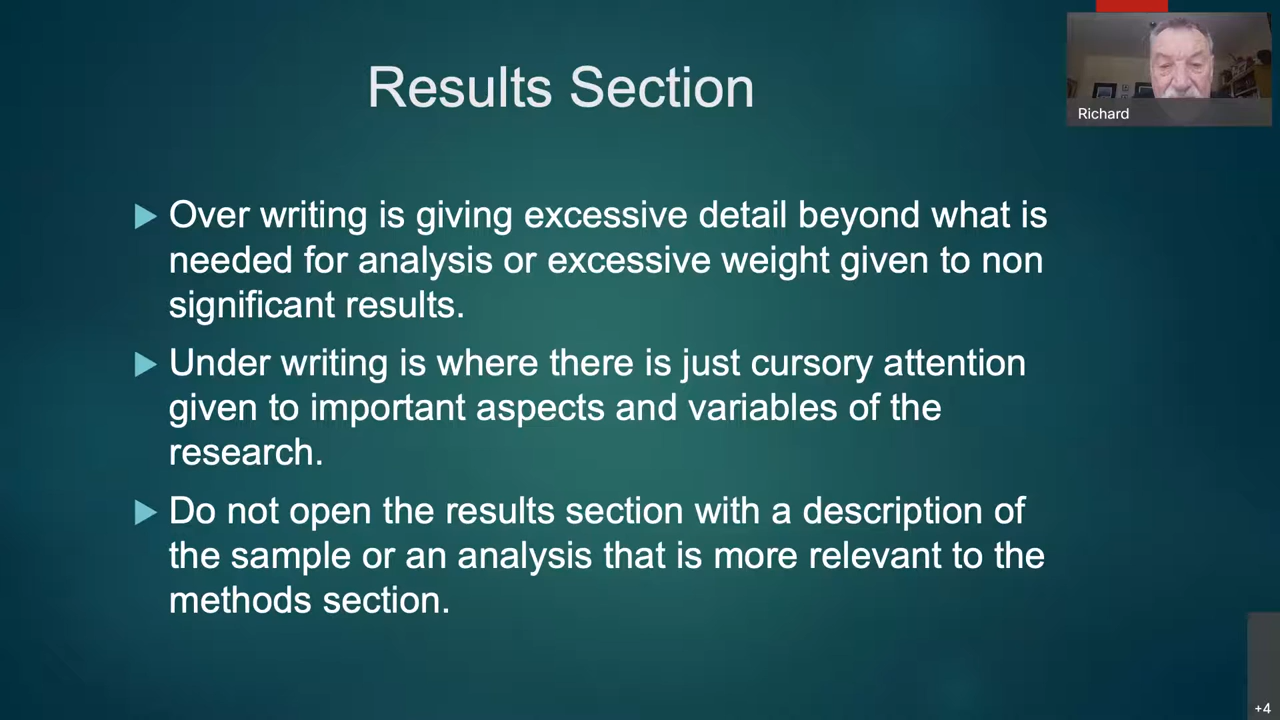 Results Section
Richard
Over writing is giving excessive detail beyond what is
needed for analysis or excessive weight given to non
significant results.
Under writing is where there is just cursory attention
given to important aspects and variables of the
research.
Do not open the results section with a description of
the sample or an analysis that is more relevant to the
methods section.
+4